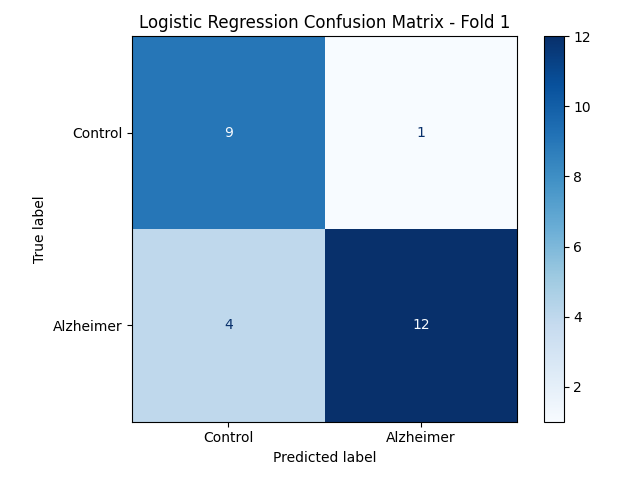 Logistic Regression Confusion Matrix - Fold 1
True label
Control
Alzheimer
9
1
4
12
Control
Alzheimer
Predicted label
12
10
8
6
4
2